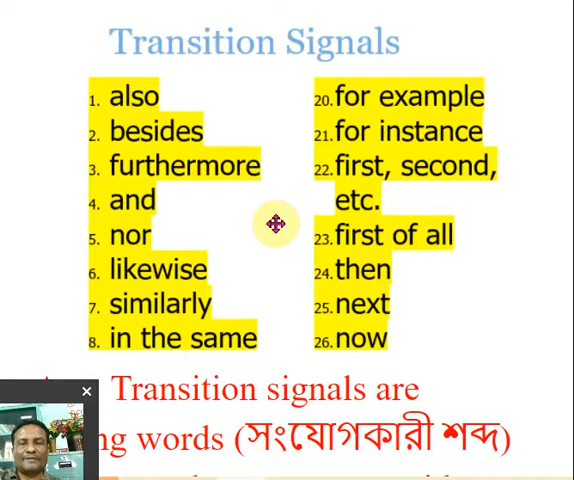 Transition Signals
1. also
2. besides
3. furthermore
4. and
5. nor
6. likewise
7. similarly
8. in the same
20. for example
21. for instance
22. first, second,
etc.
23. first of all
24. then
25. next
26. now
Transition signals are
words (সংযোগকারী শব্দ)